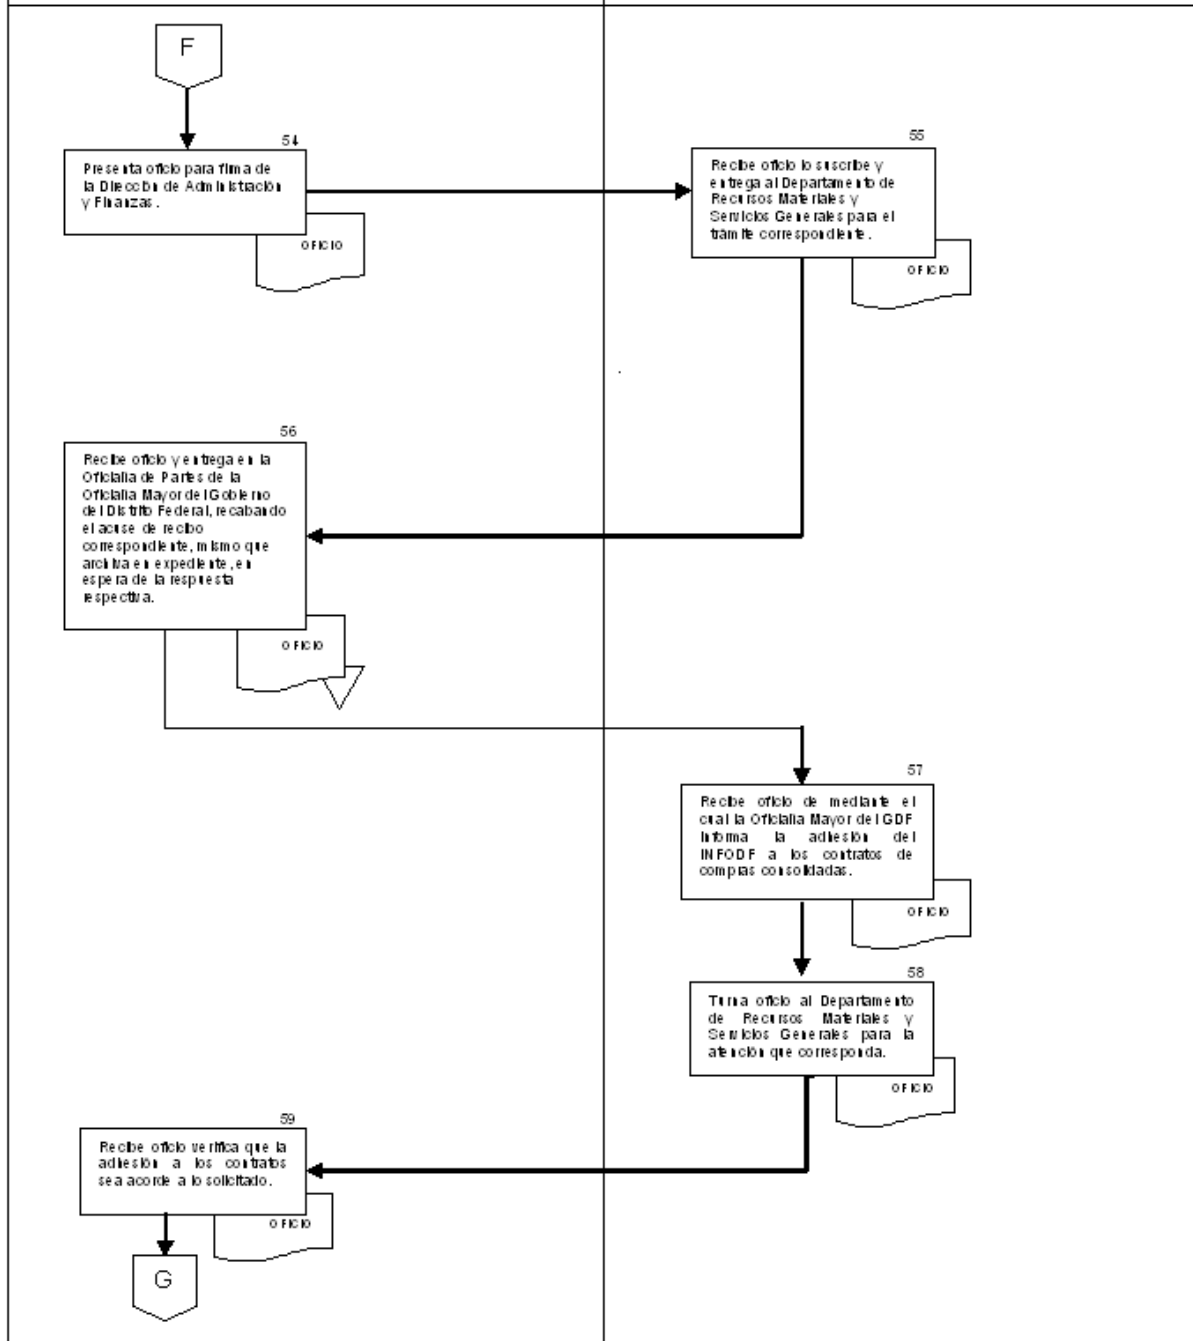 F
54
Presenta oficio para firma de
la Dirección de Administración
y Finanzas.
OFICIO
55
Recibe oficio lo suscribe y
entrega al Departamento de
Recursos Materiales y
Servicios Generales para el
trámite correspondiente.
OFICIO
56
Recibe oficio y entrega en la
Oficialía de Partes de la
Oficialía Mayor del Gobierno
del Distrito Federal, recabando
el acuse de recibo
correspondiente, mismo que
archiva en expediente, en
espera de la respuesta
respectiva.
OFICIO
57
Recibe oficio de mediante el
cual la Oficialía Mayor del GDF
informa la adhesión del
INFODF a los contratos de
compras consolidadas.
OFICIO
58
Turna oficio al Departamento
de Recursos Materiales y
Servicios Generales para la
atención que corresponda.
OFICIO
59
Recibe oficio verifica que la
adhesión a los contratos
sea acorde a lo solicitado.
OFICIO
G